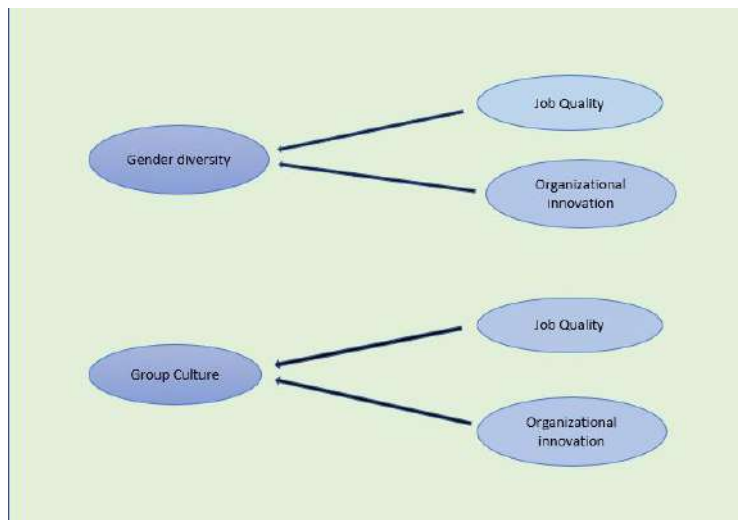 Job Quality
Gender diversity
Organizational
innovation
Job Quality
Group Culture
Organizational
innovation